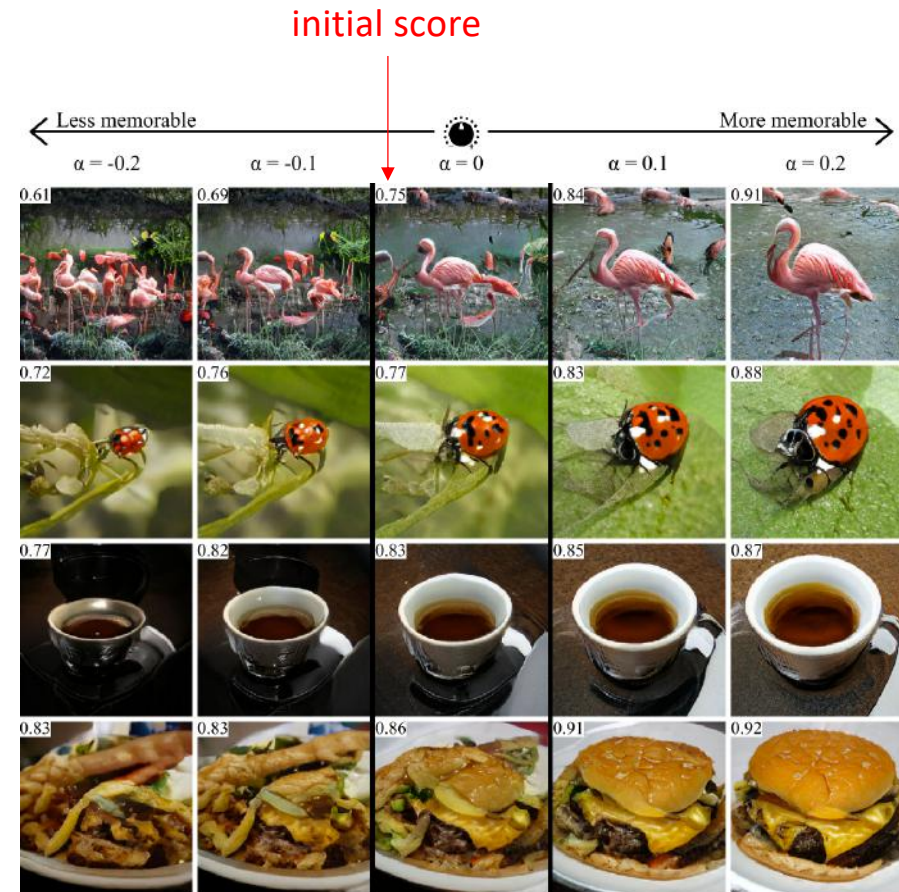 initial score
Less memorable More memorable
α = -0.2 α = -0.1 α = 0 α = 0.1 α = 0.2
0.61 0.69 0.75 0.84 0.91
0.72 0.76 0.77 0.83 0.88
0.77 0.82 0.83 0.85 0.87
0.83 0.83 0.86 0.91 0.92